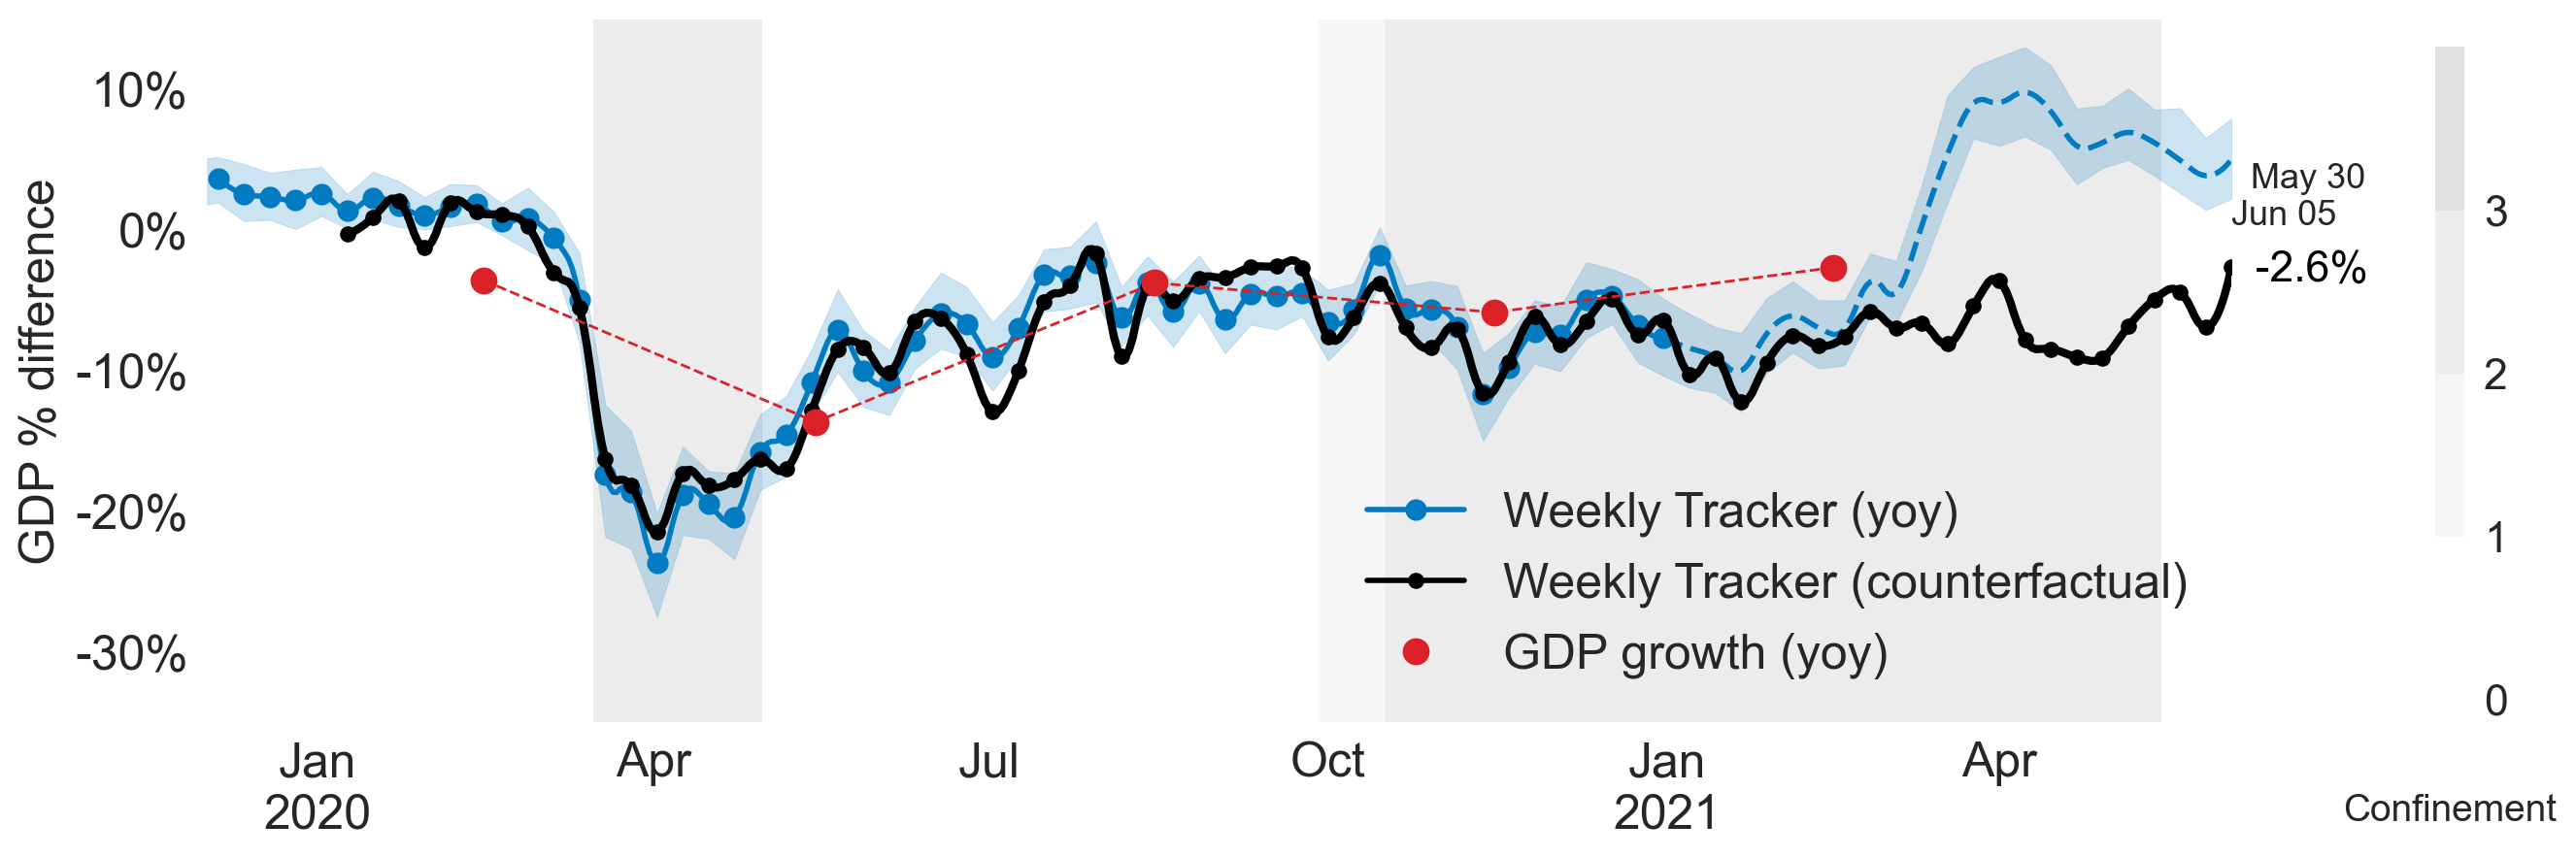 GDP % difference
10%
0%
-10%
-20%
-30%
Jan
2020
Apr
Jul
Oct
Jan
2021
Apr
Weekly Tracker (yoy)
Weekly Tracker (counterfactual)
GDP growth (yoy)
May 30
Jun 05
-2.6%
3
2
1
0
Confinement